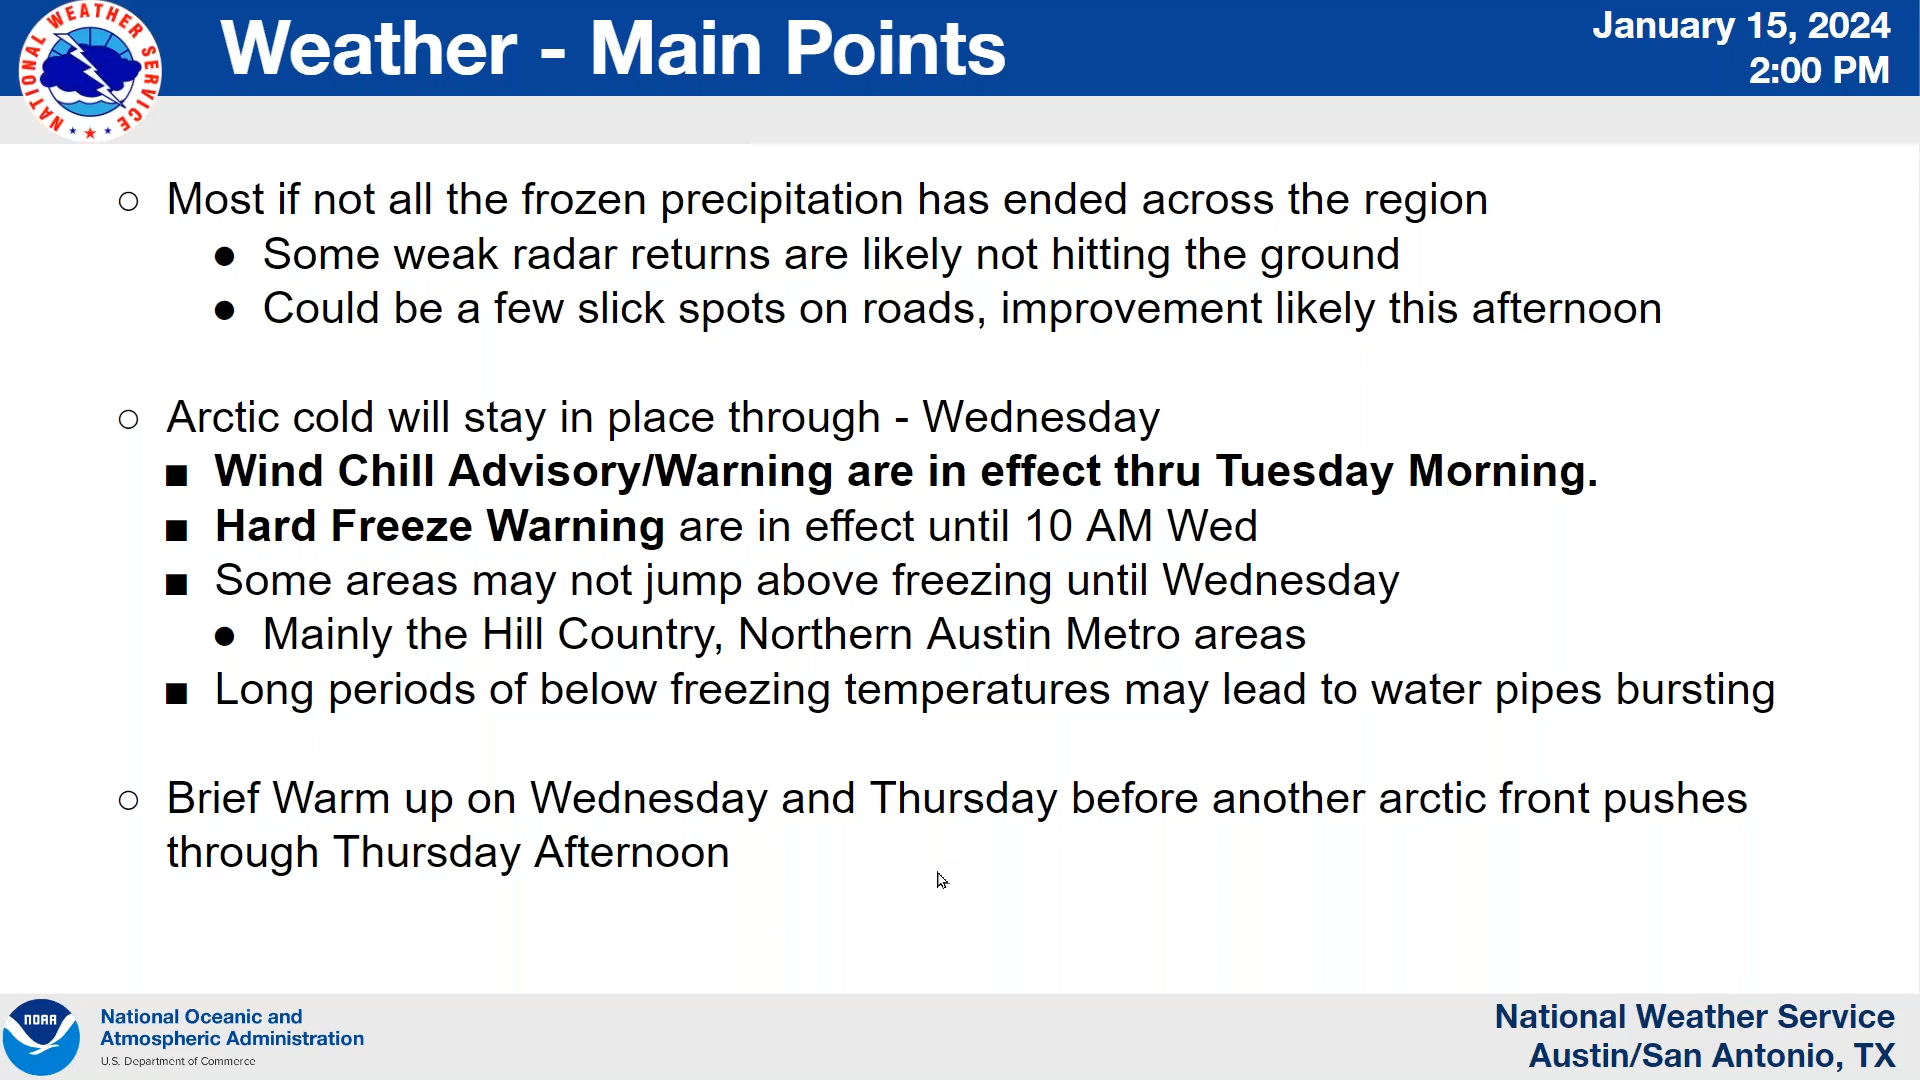 NATIONAL WEATHER SERVICE
Weather - Main Points
January 15, 2024
2:00 PM
○ Most if not all the frozen precipitation has ended across the region
● Some weak radar returns are likely not hitting the ground
● Could be a few slick spots on roads, improvement likely this afternoon
○ Arctic cold will stay in place through - Wednesday
■ Wind Chill Advisory/Warning are in effect thru Tuesday Morning.
■ Hard Freeze Warning are in effect until 10 AM Wed
■ Some areas may not jump above freezing until Wednesday
● Mainly the Hill Country, Northern Austin Metro areas
■ Long periods of below freezing temperatures may lead to water pipes bursting
○ Brief Warm up on Wednesday and Thursday before another arctic front pushes
through Thursday Afternoon
NOAA
National Oceanic and
Atmospheric Administration
U.S. Department of Commerce
National Weather Service
Austin/San Antonio, TX